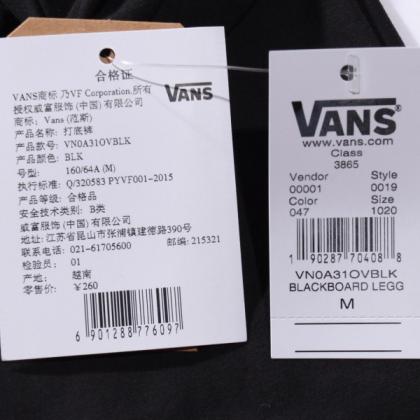 合格证
VANS商标 乃VF Corporation.所有
授权威富服饰 (中国) 有限公司
VANS
商标: Vans (范斯)
产品名称: 打底裤
产品款号: VN0A31OVBLK
产品颜色: BLK
号型: 160/64A (M)
执行标准: Q/320583 PYVF001-2015
产品等级: 合格品
安全技术类别: B类
威富服饰 (中国) 有限公司
地址: 江苏省昆山市张浦镇建德路390号
联系电话: 021-61705600 邮编: 215321
检验员: 01
产地: 越南
零售价: ¥260
6 901288 776097
VANS
www.vans.com
Class
3865
Vendor Style
00001 0019
Color Size
047 1020
1 90287 70408 8
VN0A31OVBLK
BLACKBOARD LEGG
M